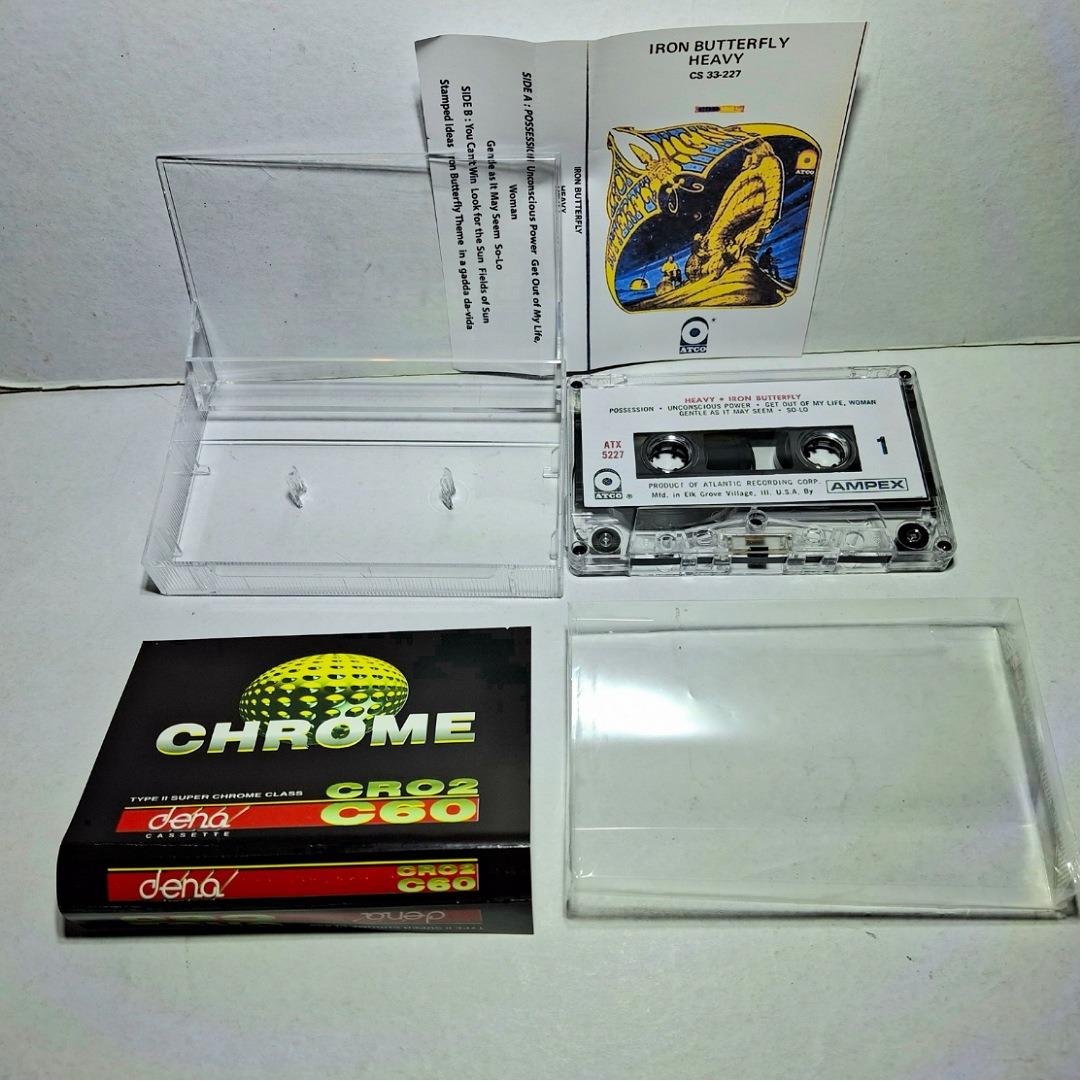 IRON BUTTERFLY
HEAVY
CS 33-227
ATCO
ATCO
IRON BUTTERFLY
HEAVY
SIDE A : POSSESSION Unconscious Power Get Out of My Life,
Woman
Gentle as It May Seem So-Lo
SIDE B : You Can't Win Look for the Sun Fields of Sun
Stamped Ideas Iron Butterfly Theme in a gadda da-vida
HEAVY • IRON BUTTERFLY
POSSESSION • UNCONSCIOUS POWER • GET OUT OF MY LIFE, WOMAN
GENTLE AS IT MAY SEEM • SO-LO
ATX
5227
1
ATCO ®
PRODUCT OF ATLANTIC RECORDING CORP.
Mfd. in Elk Grove Village, Ill. U.S.A. By
AMPEX
CHROME
TYPE II SUPER CHROME CLASS
CRO2
C60
déná
CASSETTE
déná
CRO2
C60